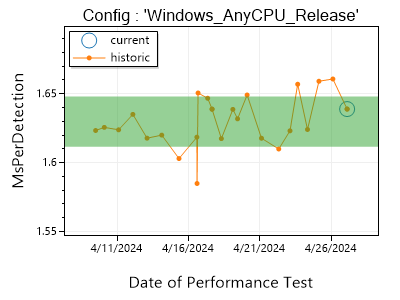 Config : 'Windows_AnyCPU_Release'
current
historic
MsPerDetection
1.65
1.6
1.55
4/11/2024 4/16/2024 4/21/2024 4/26/2024
Date of Performance Test